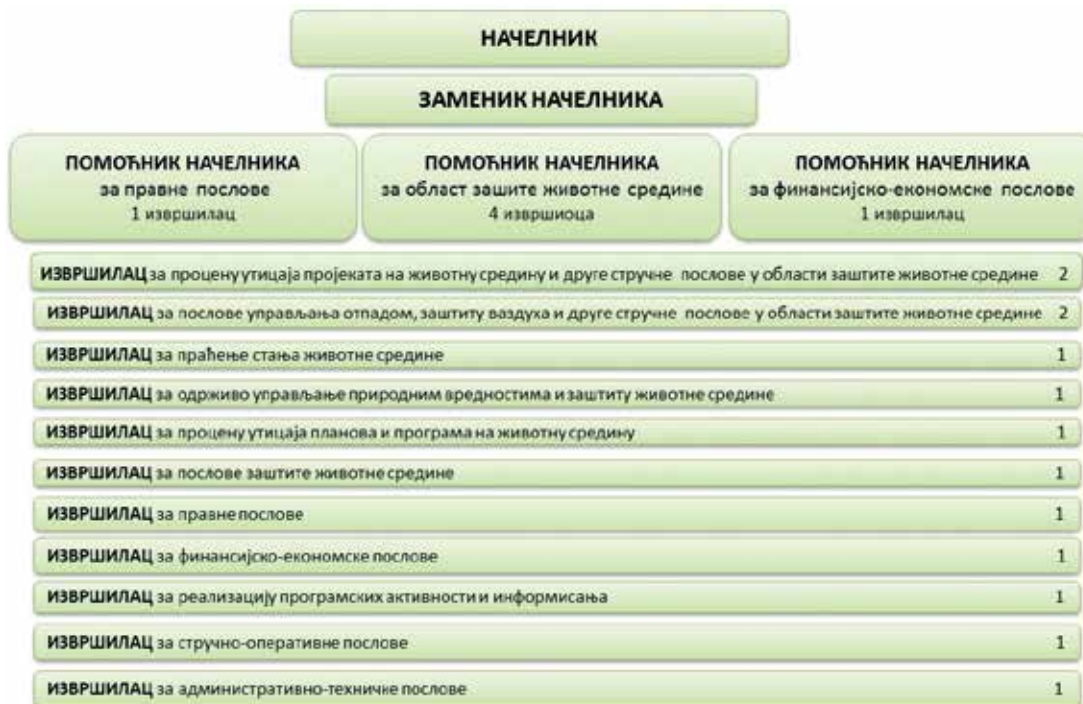 НАЧЕЛНИК
ЗАМЕНИК НАЧЕЛНИКА
ПОМОЋНИК НАЧЕЛНИКА
за правне послове
1 извршилац
ПОМОЋНИК НАЧЕЛНИКА
за област зашите животне средине
4 извршиоца
ПОМОЋНИК НАЧЕЛНИКА
за финансијско-економске послове
1 извршилац
ИЗВРШИЛАЦ за процену утицаја пројеката на животну средину и друге стручне послове у области заштите животне средине 2
ИЗВРШИЛАЦ за послове управљања отпадом, заштиту ваздуха и друге стручне послове у области заштите животне средине 2
ИЗВРШИЛАЦ за праћење стања животне средине 1
ИЗВРШИЛАЦ за одрживо управљање природним вредностима и заштиту животне средине 1
ИЗВРШИЛАЦ за процену утицаја планова и програма на животну средину 1
ИЗВРШИЛАЦ за послове заштите животне средине 1
ИЗВРШИЛАЦ за правне послове 1
ИЗВРШИЛАЦ за финансијско-економске послове 1
ИЗВРШИЛАЦ за реализацију програмских активности и информисања 1
ИЗВРШИЛАЦ за стручно-оперативне послове 1
ИЗВРШИЛАЦ за административно-техничке послове 1